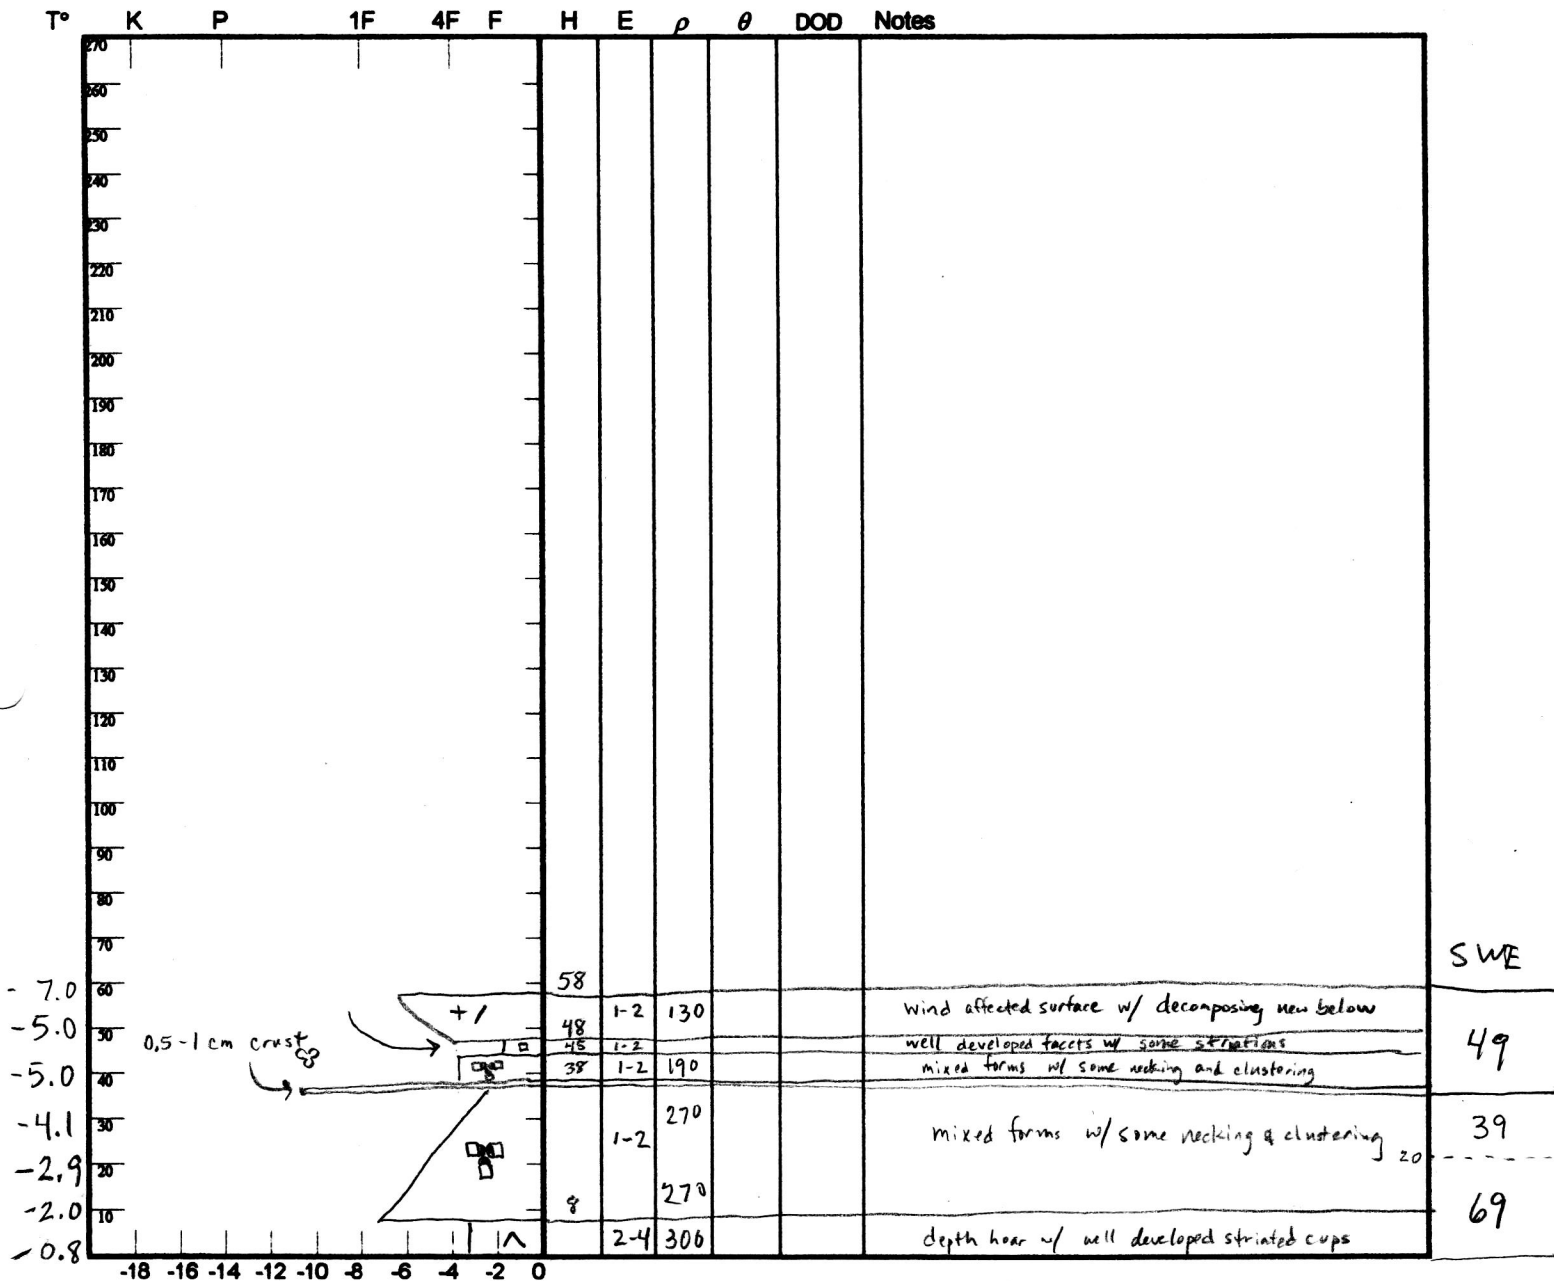 T° K P 1F 4F F H E ρ θ DOD Notes
270
260
250
240
230
220
210
200
190
180
170
160
150
140
130
120
110
100
90
80
70
SWE
-7.0 60 58
+ / 1-2 130 wind affected surface w/ decomposing new below
-5.0 50 48
0.5-1 cm crust 45 1-2 well developed facets w/ some striations 49
-5.0 40 38 1-2 190 mixed forms w/ some necking and clustering
270
-4.1 30 1-2 mixed forms w/ some necking & clustering 39
-2.9 20 20
270
-2.0 10 8 69
-0.8 2-4 300 depth hoar w/ well developed striated cups
-18 -16 -14 -12 -10 -8 -6 -4 -2 0